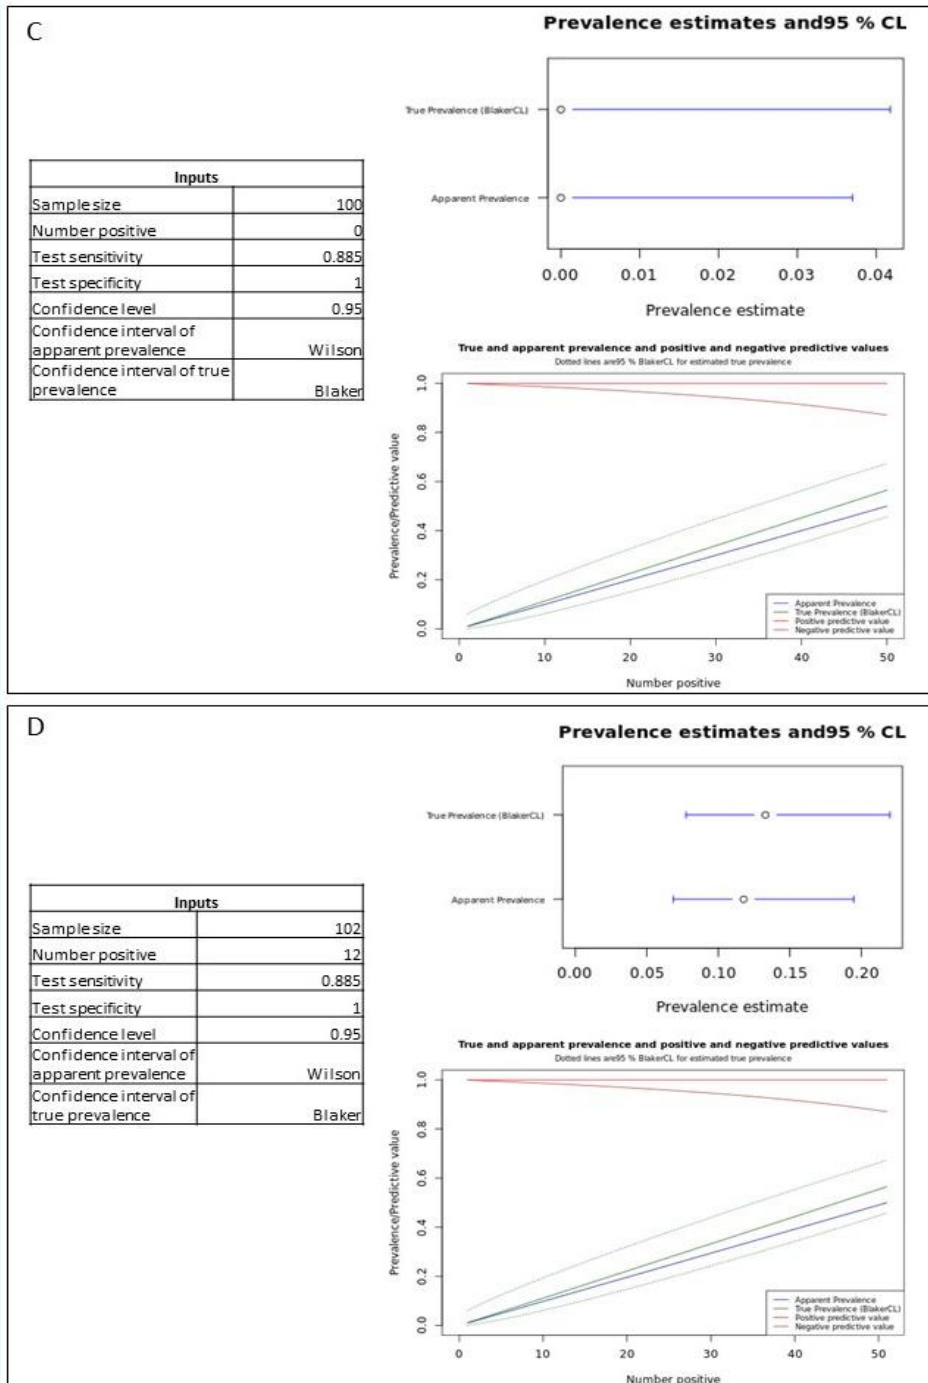 C
Prevalence estimates and95 % CL
True Prevalence (BlakerCL)
Apparent Prevalence
0.00 0.01 0.02 0.03 0.04
Prevalence estimate
Inputs
Sample size 100
Number positive 0
Test sensitivity 0.885
Test specificity 1
Confidence level 0.95
Confidence interval of
apparent prevalence Wilson
Confidence interval of true
prevalence Blaker
True and apparent prevalence and positive and negative predictive values
Dotted lines are95 % BlakerCL for estimated true prevalence
Prevalence/Predictive value
1.0
0.8
0.6
0.4
0.2
0.0
Apparent Prevalence
True Prevalence (BlakerCL)
Positive predictive value
Negative predictive value
0 10 20 30 40 50
Number positive
D
Prevalence estimates and95 % CL
True Prevalence (BlakerCL)
Apparent Prevalence
0.00 0.05 0.10 0.15 0.20
Prevalence estimate
Inputs
Sample size 102
Number positive 12
Test sensitivity 0.885
Test specificity 1
Confidence level 0.95
Confidence interval of
apparent prevalence Wilson
Confidence interval of
true prevalence Blaker
True and apparent prevalence and positive and negative predictive values
Dotted lines are95 % BlakerCL for estimated true prevalence
Prevalence/Predictive value
1.0
0.8
0.6
0.4
0.2
0.0
Apparent Prevalence
True Prevalence (BlakerCL)
Positive predictive value
Negative predictive value
0 10 20 30 40 50
Number positive